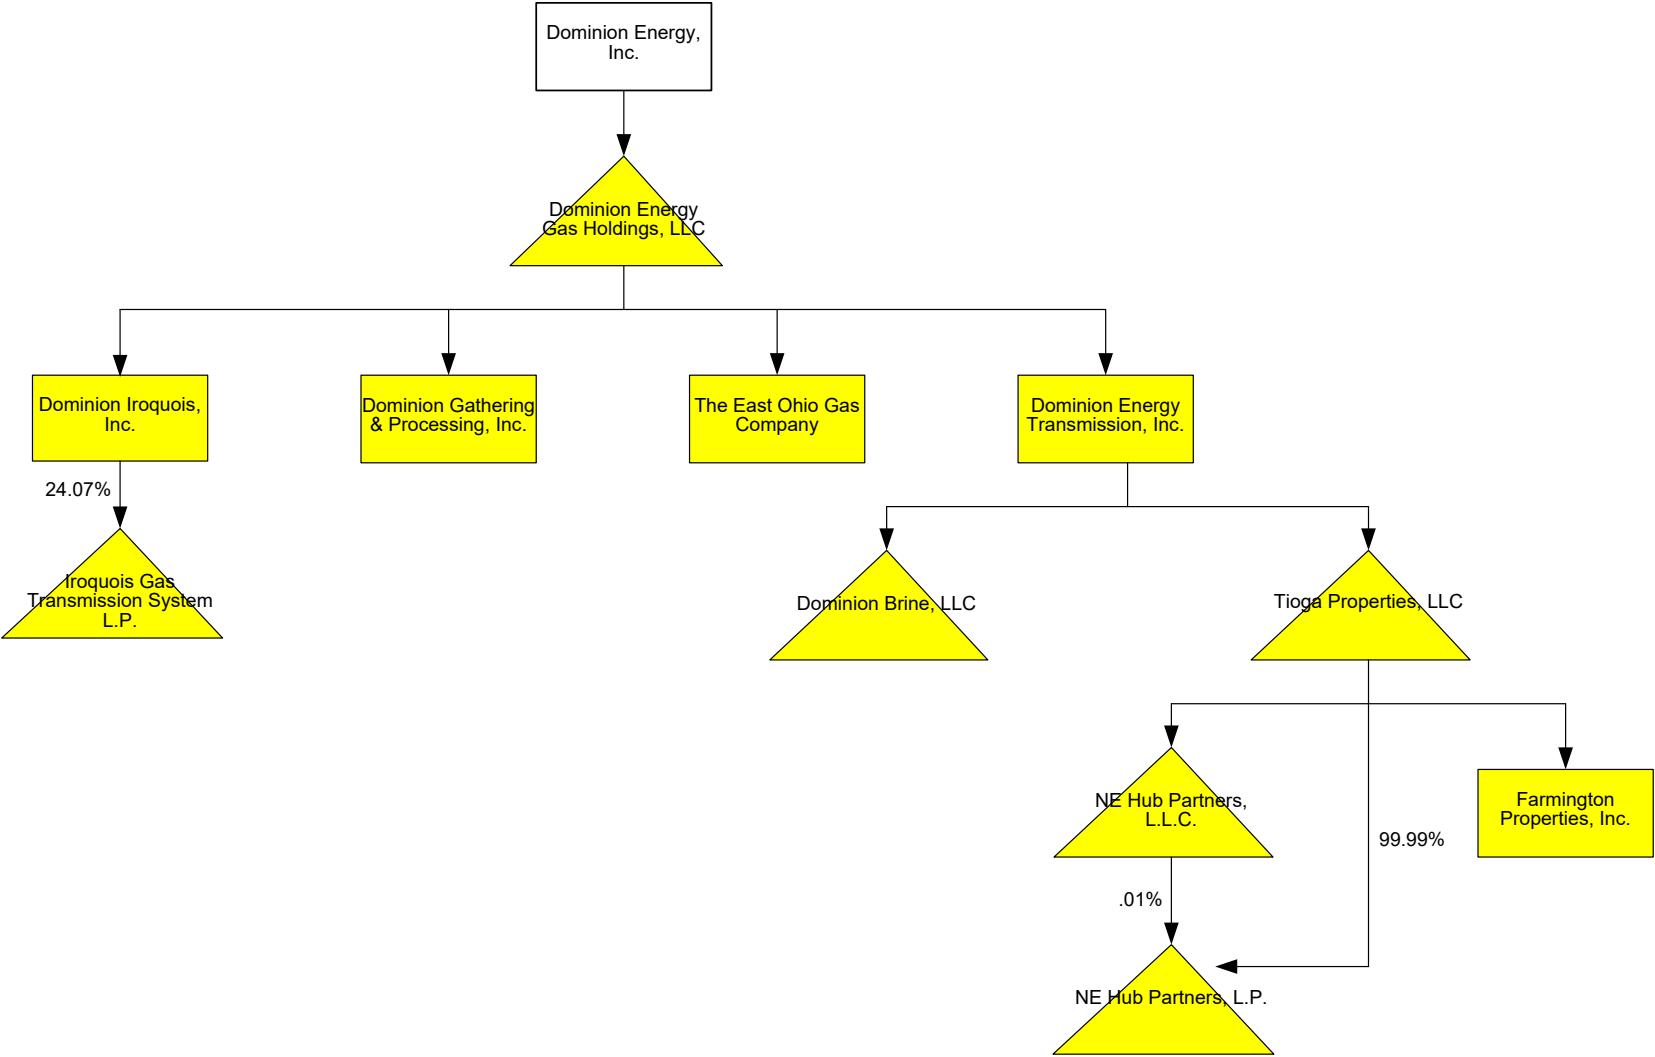 Dominion Energy,
Inc.
Dominion Energy
Gas Holdings, LLC
Dominion Iroquois,
Inc.
Dominion Gathering
& Processing, Inc.
The East Ohio Gas
Company
Dominion Energy
Transmission, Inc.
24.07%
Iroquois Gas
Transmission System
L.P.
Dominion Brine, LLC
Tioga Properties, LLC
NE Hub Partners,
L.L.C.
Farmington
Properties, Inc.
99.99%
.01%
NE Hub Partners, L.P.